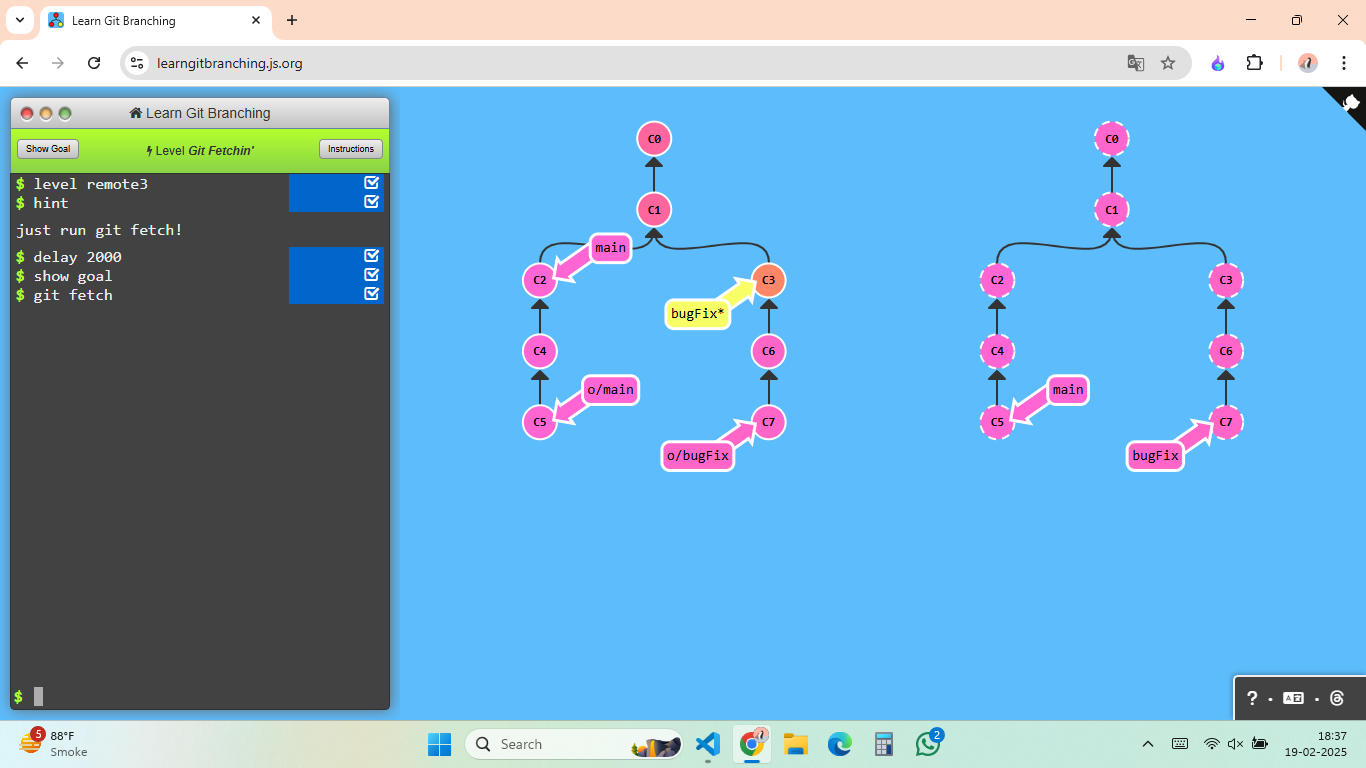 Learn Git Branching
learngitbranching.js.org
Learn Git Branching
Show Goal
Level Git Fetchin'
Instructions
$ level remote3
$ hint
just run git fetch!
$ delay 2000
$ show goal
$ git fetch
$
C0
C1
main
C2
C3
bugFix*
C4
C6
o/main
C5
C7
o/bugFix
C0
C1
C2
C3
C4
C6
main
C5
C7
bugFix
?
5
88°F
Smoke
Search
2
18:37
19-02-2025